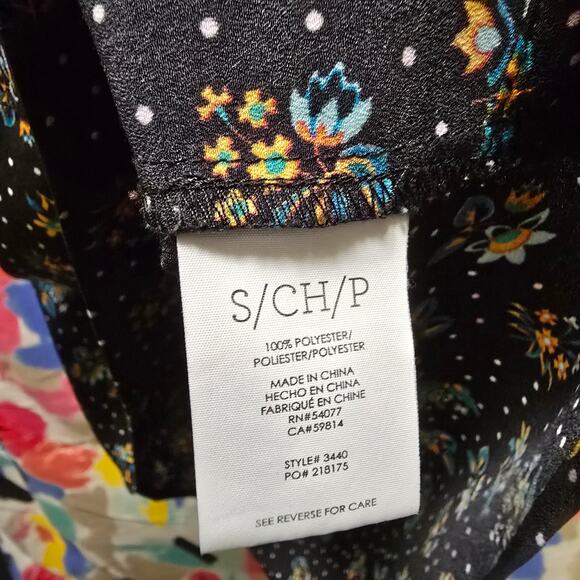 S/CH/P
100% POLYESTER/
POLIESTER/POLYESTER
MADE IN CHINA
HECHO EN CHINA
FABRIQUÉ EN CHINE
RN#54077
CA#59814
STYLE# 3440
PO# 218175
SEE REVERSE FOR CARE